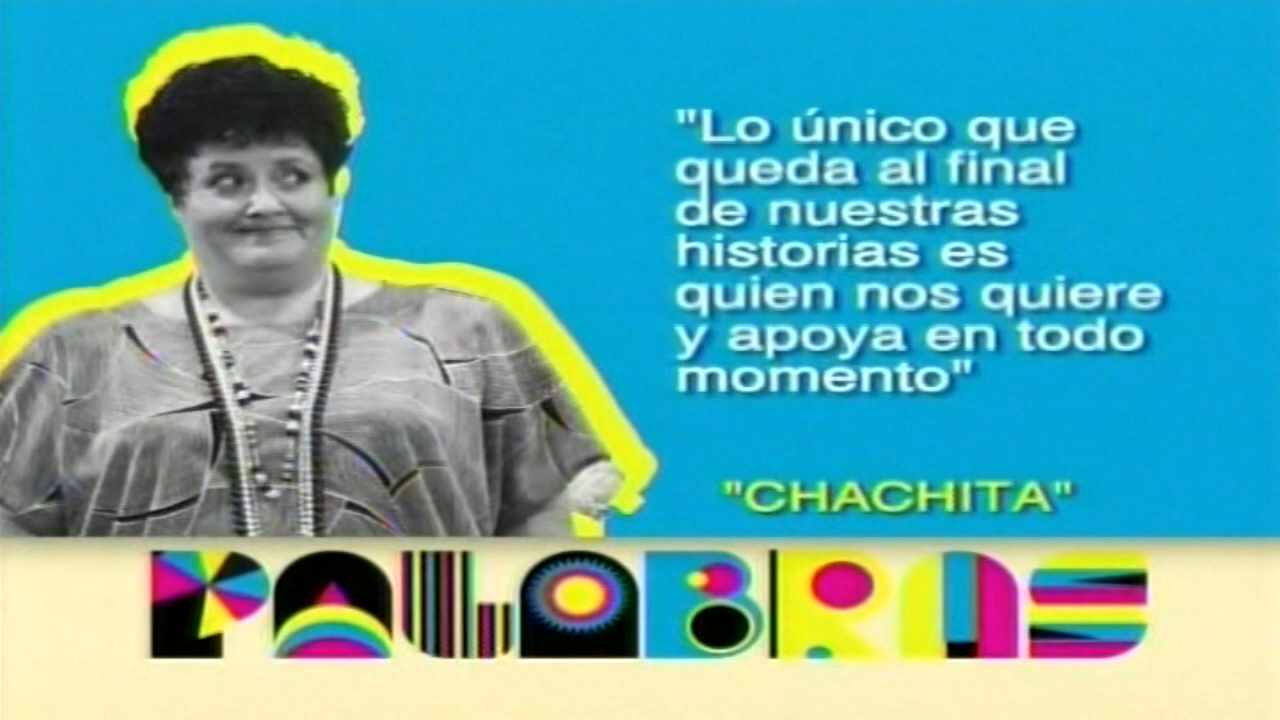 "Lo único que
queda al final
de nuestras
historias es
quien nos quiere
y apoya en todo
momento"
"CHACHITA"
PALABRAS